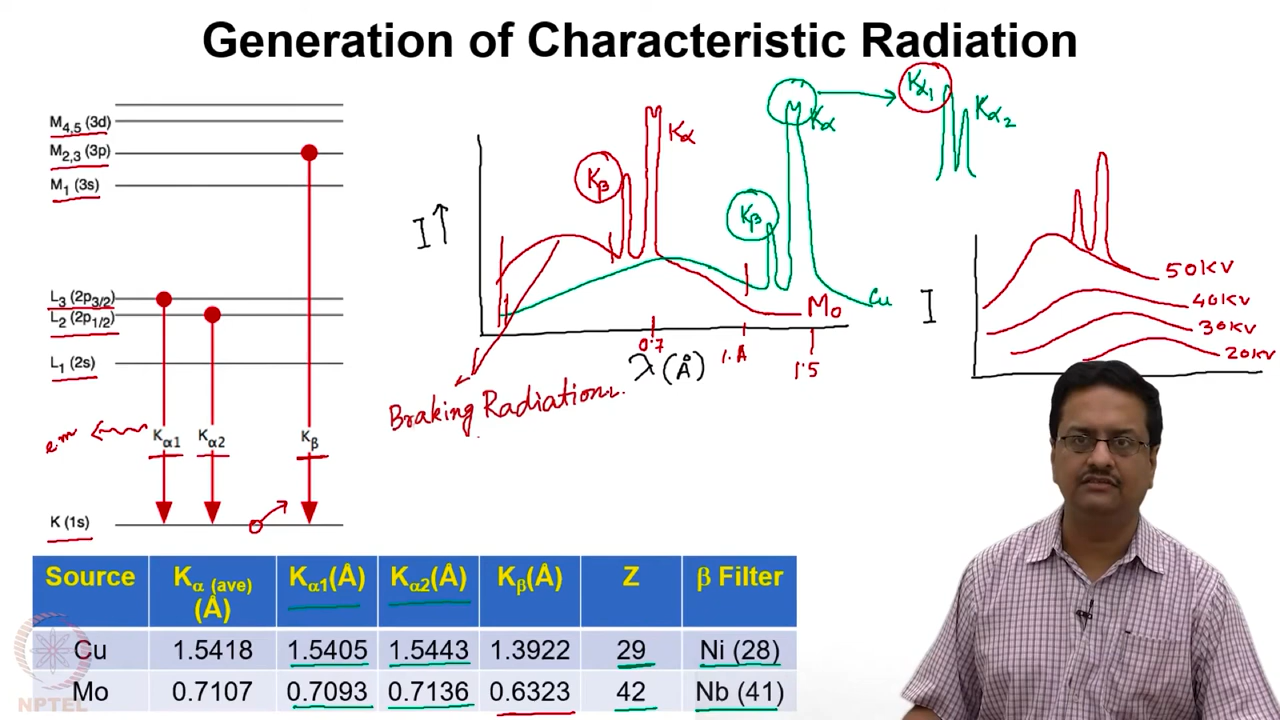 Generation of Characteristic Radiation
M4,5 (3d)
M2,3 (3p)
M1 (3s)
L3 (2p3/2)
L2 (2p1/2)
L1 (2s)
em
Kα1 Kα2 Kβ
K (1s)
I↑
Kβ
Kα
Kβ
Kα
Kα1
Kα2
Mo
Cu
0.7
1 Å
1.5
λ (Å)
Braking Radiations.
I
50KV
40KV
30KV
20KV
Source Kα (ave) (Å) Kα1(Å) Kα2(Å) Kβ(Å) Z β Filter
Cu 1.5418 1.5405 1.5443 1.3922 29 Ni (28)
Mo 0.7107 0.7093 0.7136 0.6323 42 Nb (41)
NPTEL